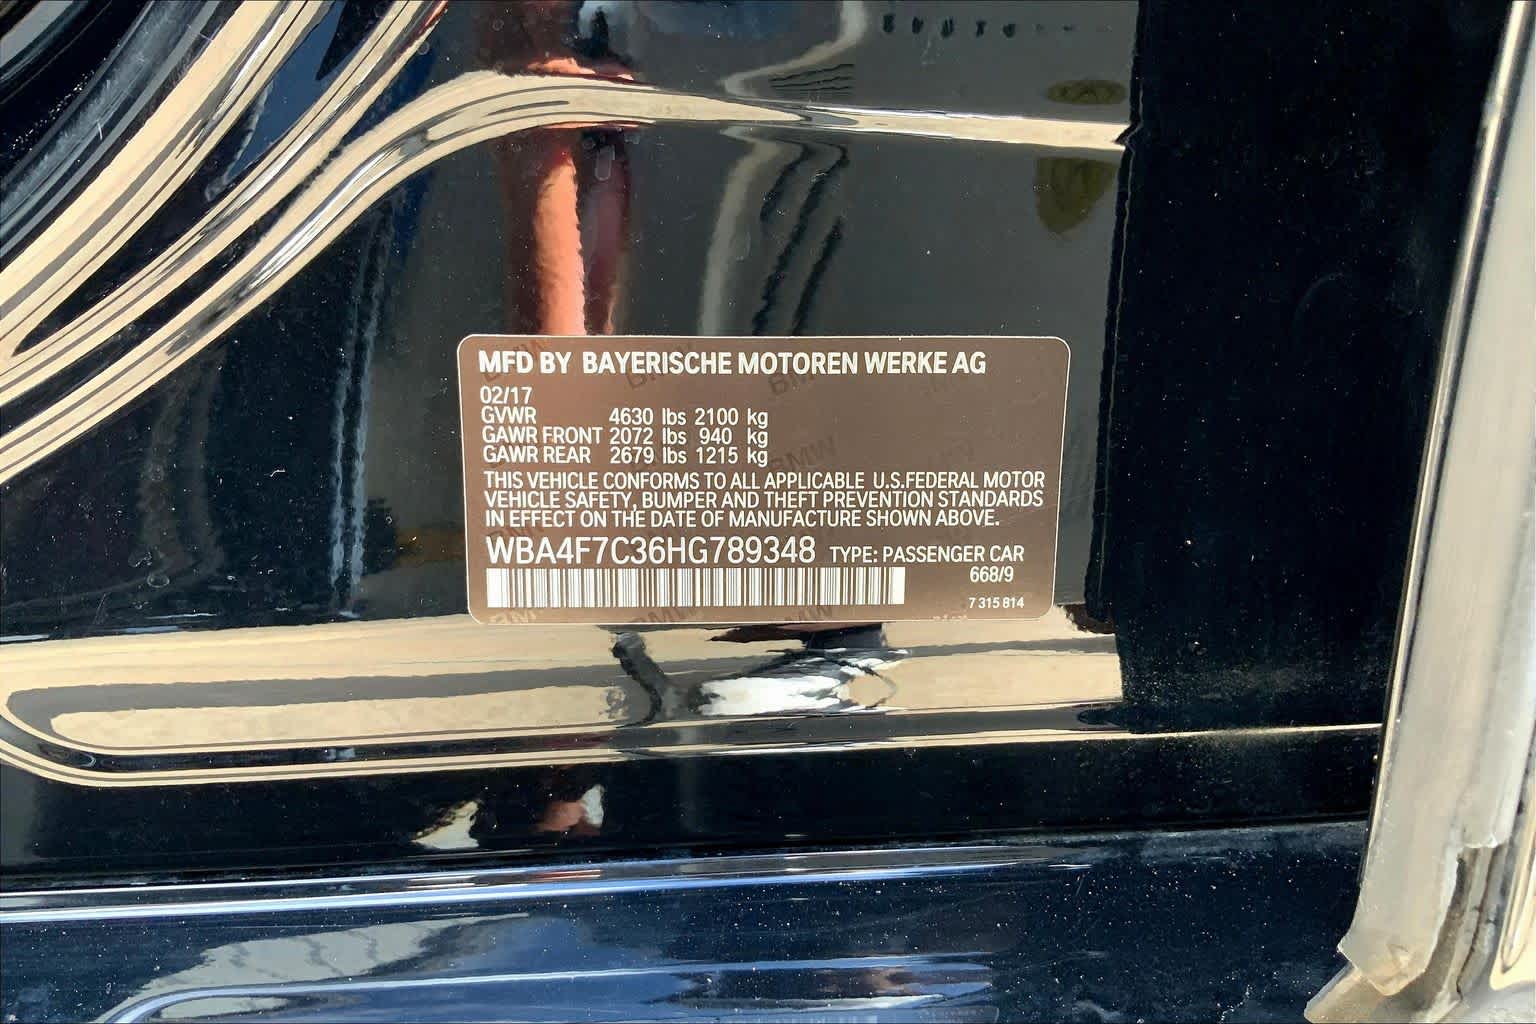 MFD BY BAYERISCHE MOTOREN WERKE AG
02/17
GVWR 4630 lbs 2100 kg
GAWR FRONT 2072 lbs 940 kg
GAWR REAR 2679 lbs 1215 kg
THIS VEHICLE CONFORMS TO ALL APPLICABLE U.S.FEDERAL MOTOR
VEHICLE SAFETY, BUMPER AND THEFT PREVENTION STANDARDS
IN EFFECT ON THE DATE OF MANUFACTURE SHOWN ABOVE.
WBA4F7C36HG789348 TYPE: PASSENGER CAR
668/9
7 315 814